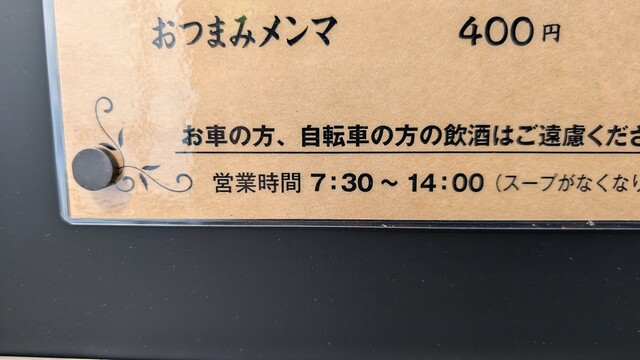 おつまみメンマ 400円
お車の方、自転車の方の飲酒はご遠慮くださ
営業時間 7:30～14:00（スープがなくなり